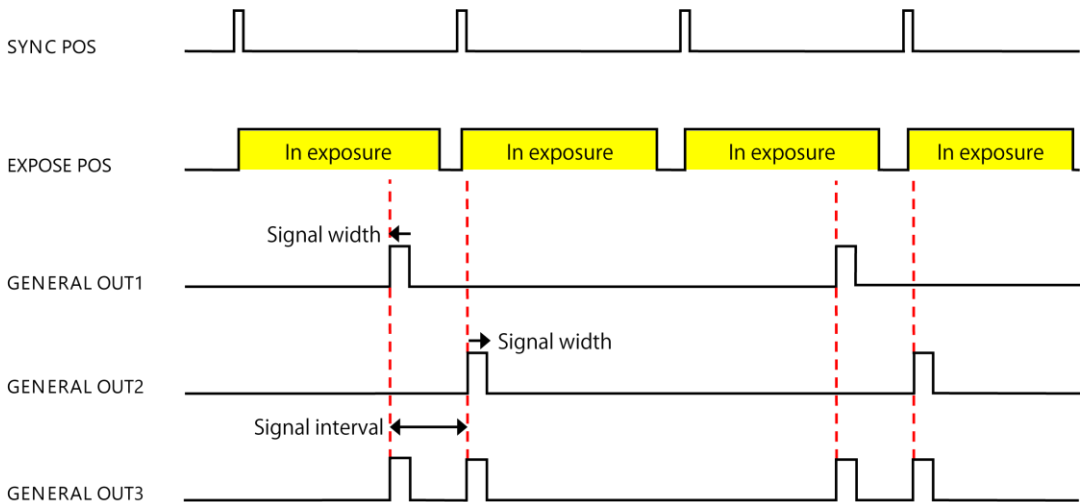 SYNC POS
EXPOSE POS
In exposure
In exposure
In exposure
In exposure
Signal width
GENERAL OUT1
Signal width
GENERAL OUT2
Signal interval
GENERAL OUT3